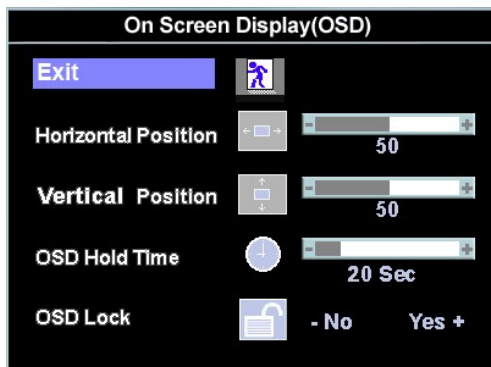 On Screen Display(OSD)
Exit
Horizontal Position
- +
50
Vertical Position
- +
50
OSD Hold Time
- +
20 Sec
OSD Lock - No Yes +